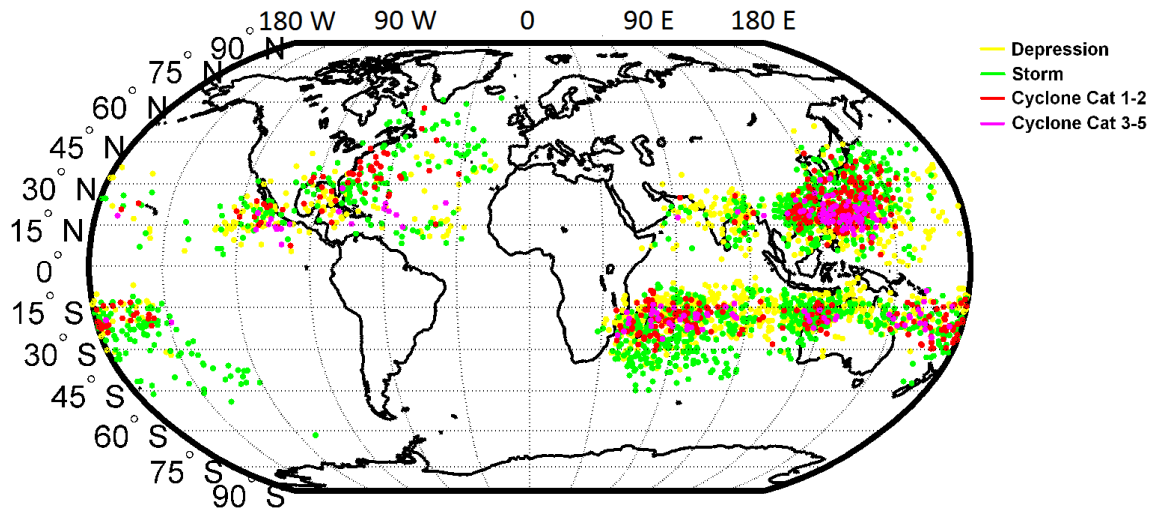 180 W 90 W 0 90 E 180 E
90° N
75° N
60° N
45° N
30° N
15° N
0°
15° S
30° S
45° S
60° S
75° S
90° S
Depression
Storm
Cyclone Cat 1-2
Cyclone Cat 3-5